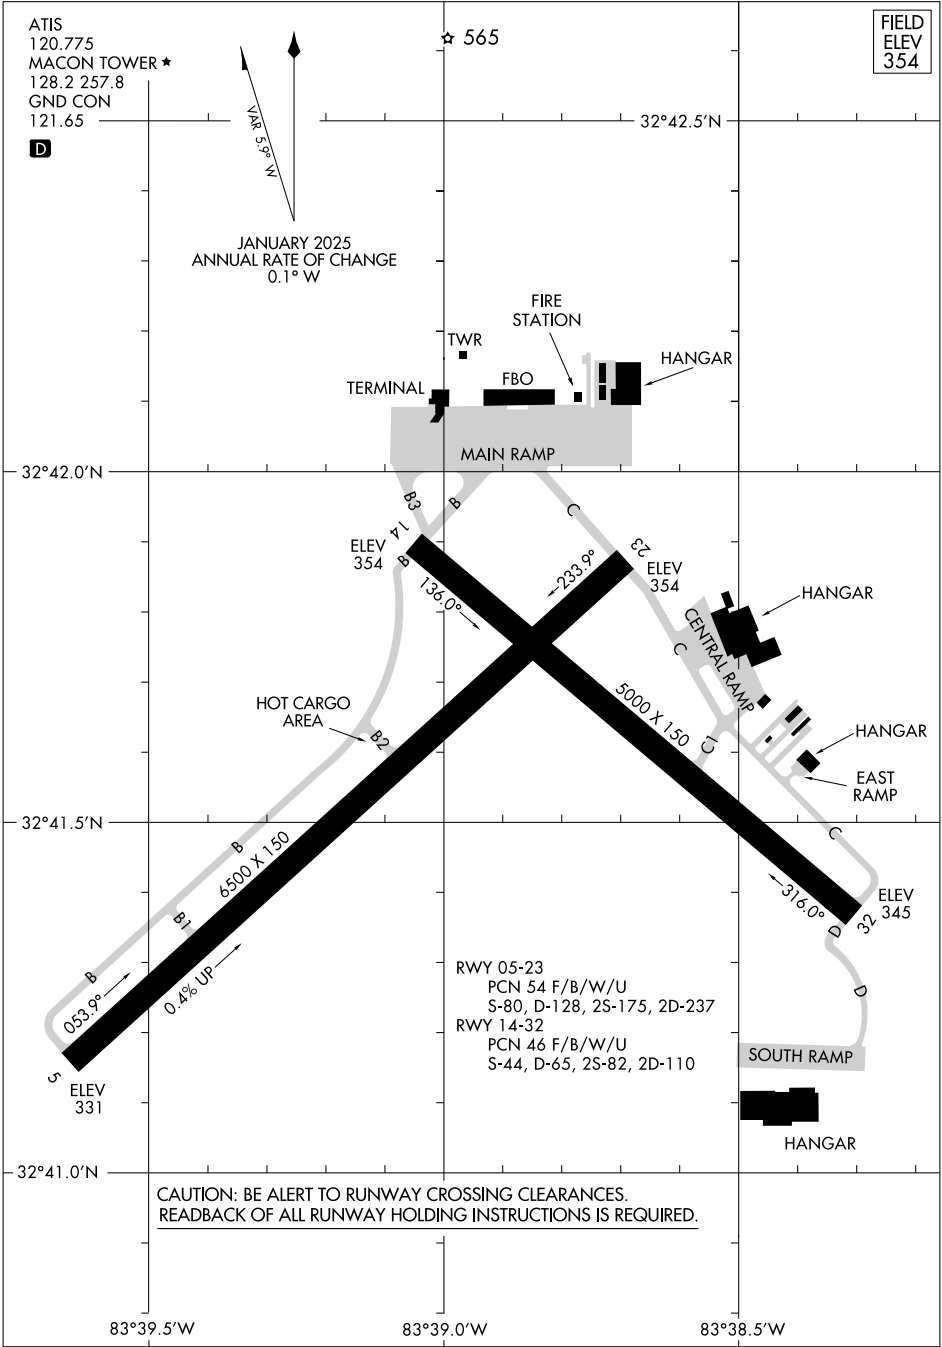 ATIS
120.775
MACON TOWER ★
128.2 257.8
GND CON
121.65
D
565
FIELD
ELEV
354
VAR 5.9° W
32°42.5'N
JANUARY 2025
ANNUAL RATE OF CHANGE
0.1° W
FIRE
STATION
TWR
HANGAR
TERMINAL
FBO
MAIN RAMP
32°42.0'N
B3
B
C
14
23
ELEV
354
B
136.0°
233.9°
ELEV
354
HANGAR
CENTRAL RAMP
C
5000 X 150
HOT CARGO
AREA
B2
C1
HANGAR
EAST
RAMP
32°41.5'N
B
C
6500 X 150
316.0°
ELEV
345
32
D
B1
B
053.9°
0.4% UP
D
RWY 05-23
PCN 54 F/B/W/U
S-80, D-128, 2S-175, 2D-237
RWY 14-32
PCN 46 F/B/W/U
S-44, D-65, 2S-82, 2D-110
SOUTH RAMP
5
ELEV
331
HANGAR
32°41.0'N
CAUTION: BE ALERT TO RUNWAY CROSSING CLEARANCES.
READBACK OF ALL RUNWAY HOLDING INSTRUCTIONS IS REQUIRED.
83°39.5'W
83°39.0'W
83°38.5'W